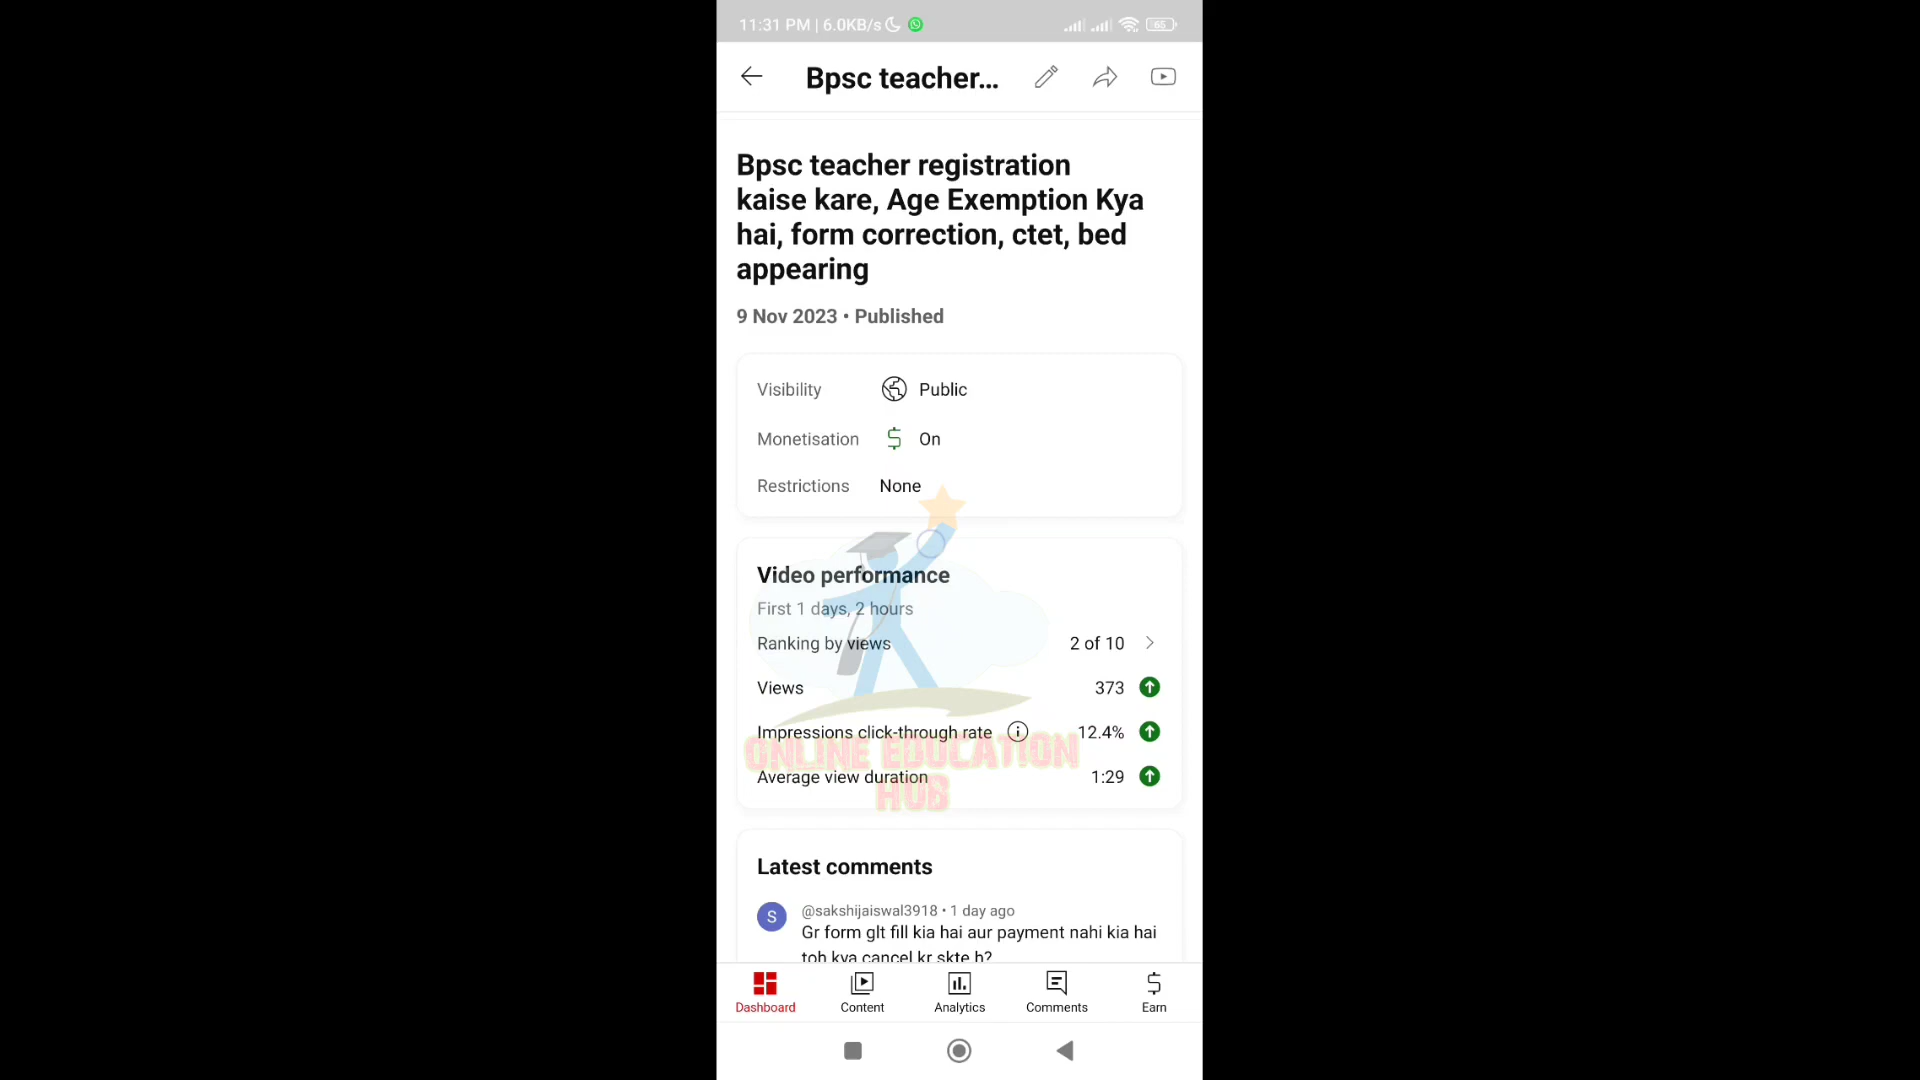 11:31 PM | 6.0KB/s
65
Bpsc teacher...
Bpsc teacher registration
kaise kare, Age Exemption Kya
hai, form correction, ctet, bed
appearing
9 Nov 2023 • Published
Visibility Public
Monetisation On
Restrictions None
Video performance
First 1 days, 2 hours
Ranking by views 2 of 10
Views 373
Impressions click-through rate 12.4%
ONLINE EDUCATION
Average view duration 1:29
HUB
Latest comments
S
@sakshijaiswal3918 • 1 day ago
Gr form glt fill kia hai aur payment nahi kia hai
toh kya cancel kr skte h?
Dashboard Content Analytics Comments Earn